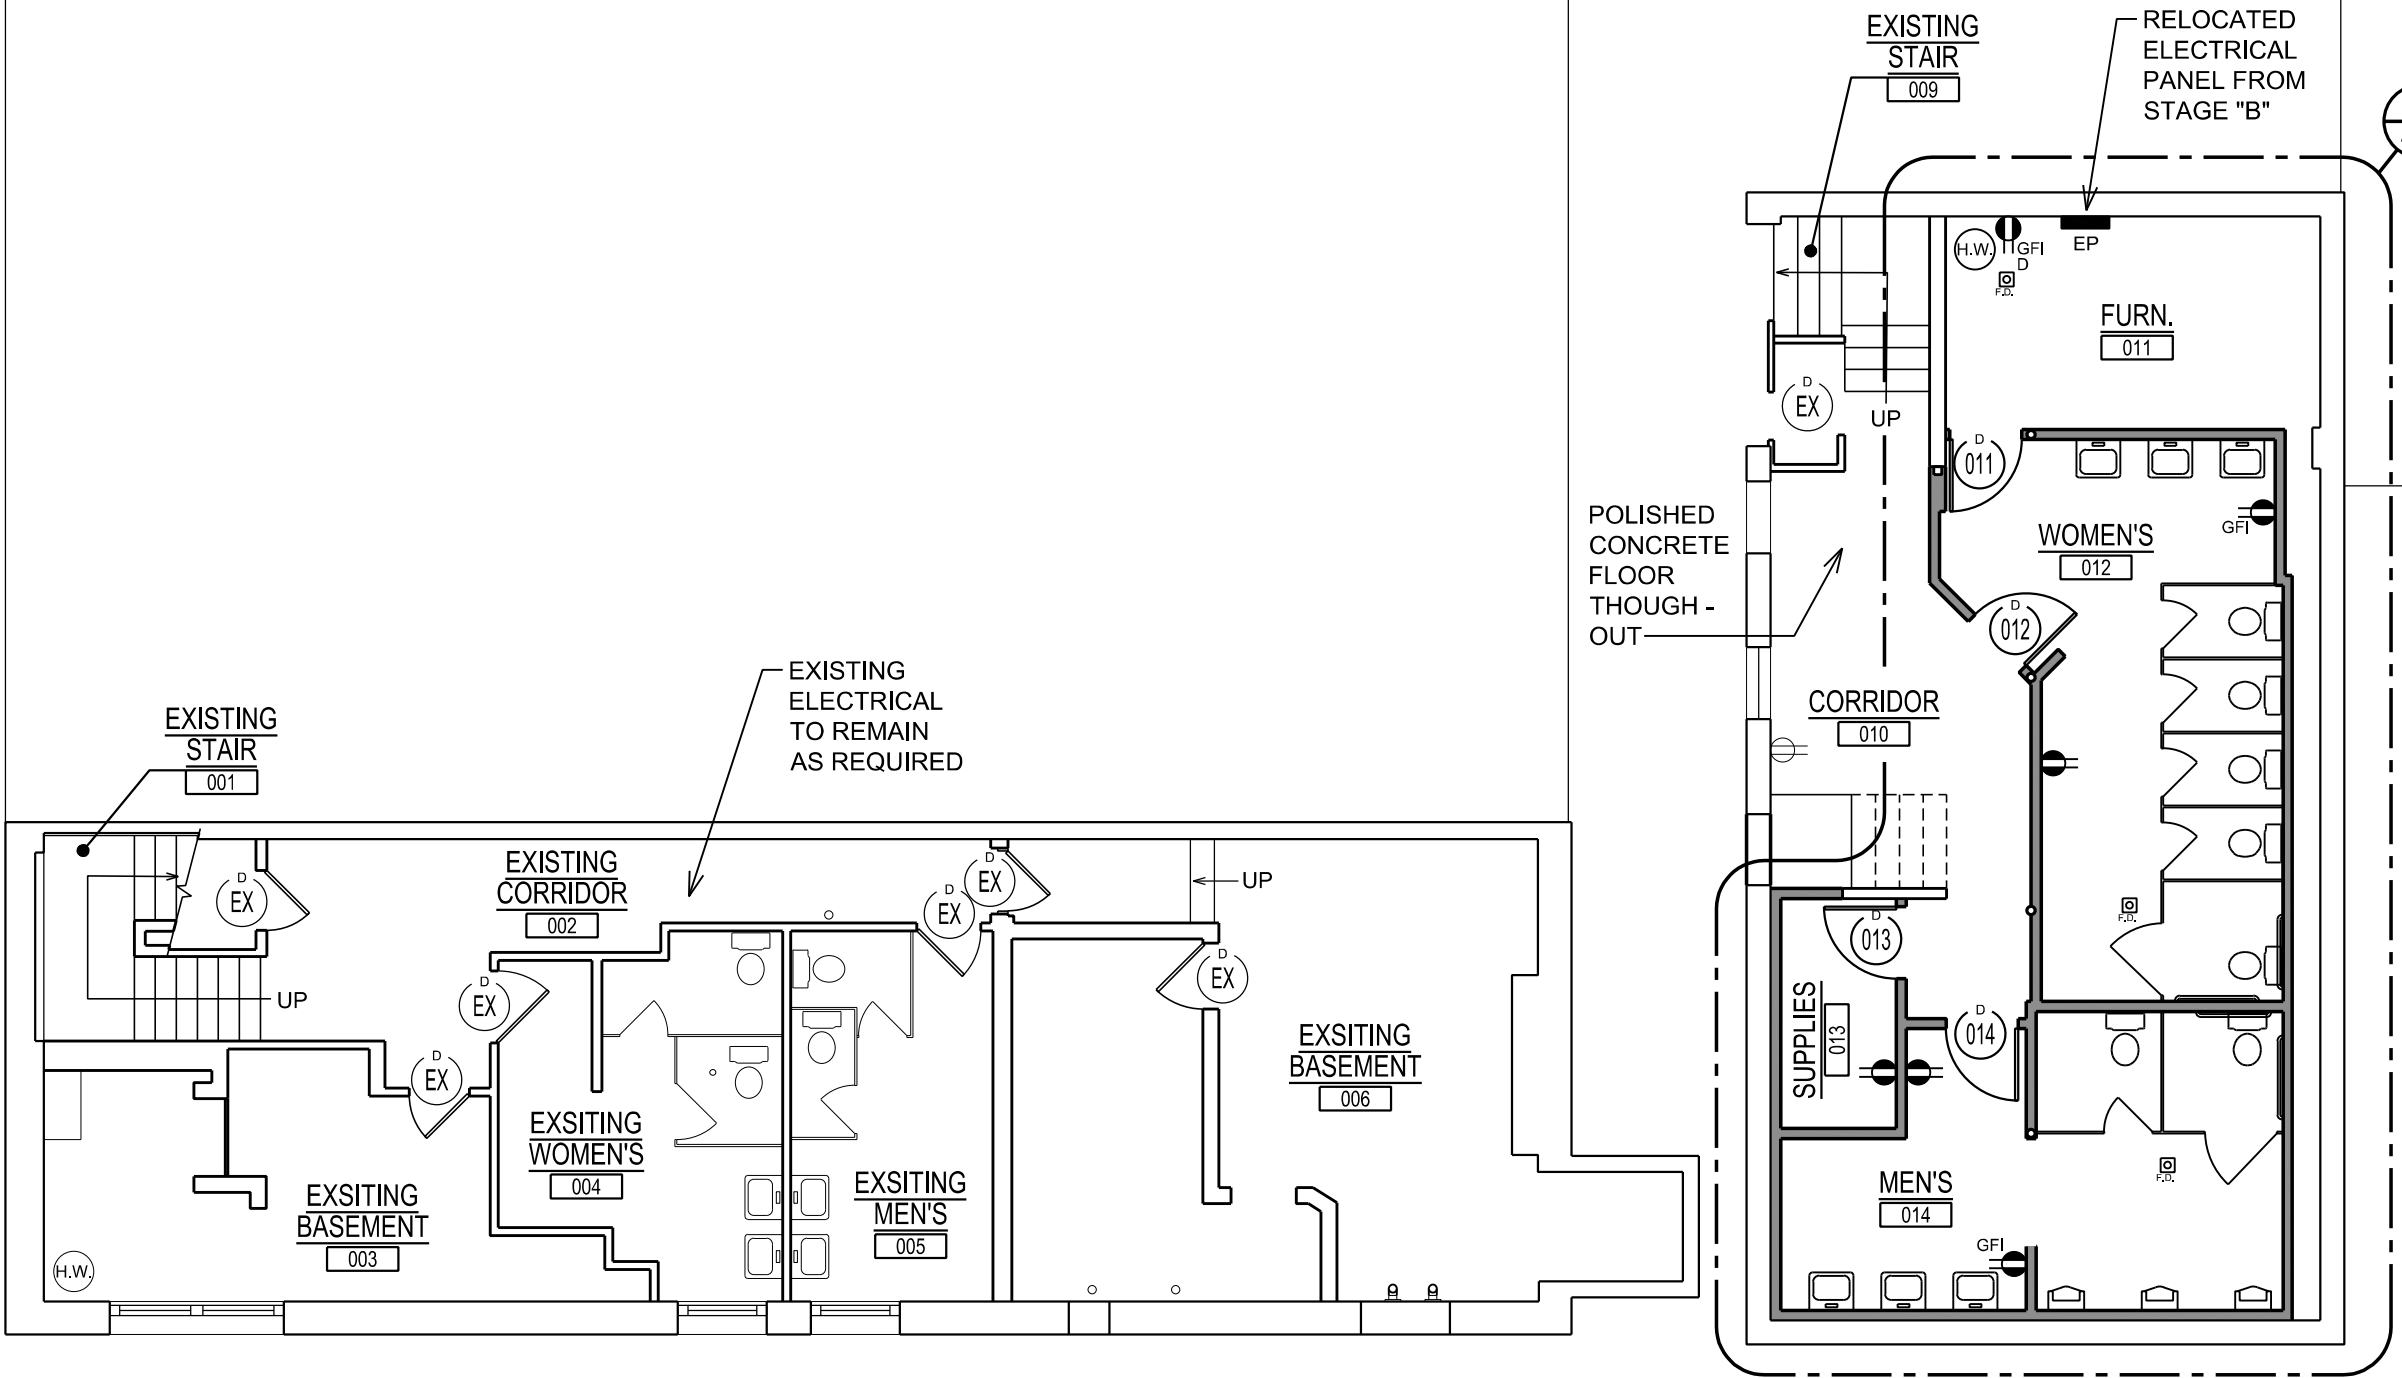 EXISTING
STAIR
009
RELOCATED
ELECTRICAL
PANEL FROM
STAGE "B"
H.W.
GFI
D
F.D.
EP
FURN.
011
D
EX
UP
D
011
POLISHED
CONCRETE
FLOOR
THOUGH -
OUT
WOMEN'S
012
GFI
D
012
CORRIDOR
010
EXISTING
ELECTRICAL
TO REMAIN
AS REQUIRED
EXISTING
STAIR
001
D
EX
UP
EXISTING
CORRIDOR
002
D
EX
D
EX
UP
D
EX
D
EX
D
EX
EXSITING
BASEMENT
003
H.W.
EXSITING
WOMEN'S
004
EXSITING
MEN'S
005
EXSITING
BASEMENT
006
F.D.
D
013
SUPPLIES
013
D
014
MEN'S
014
F.D.
GFI